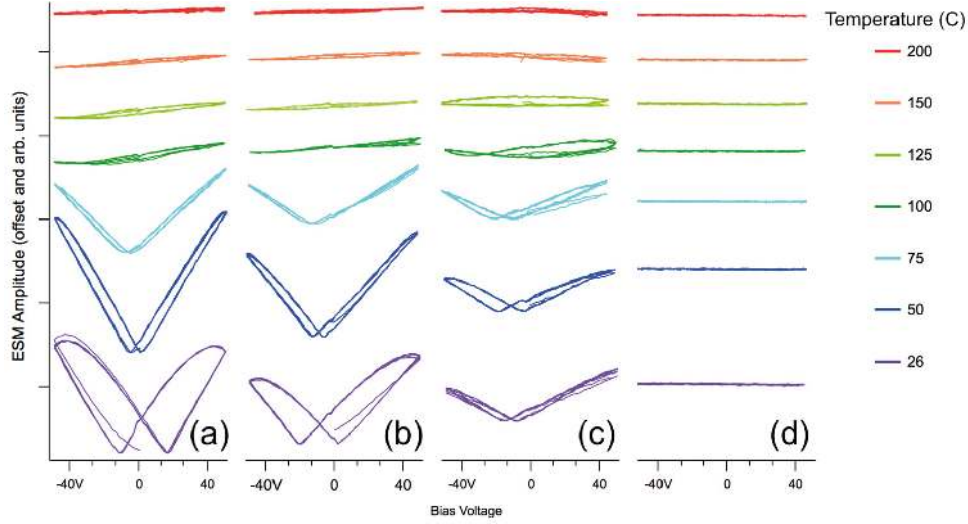 Temperature (C)
200
150
125
100
75
50
26
ESM Amplitude (offset and arb. units)
(a) (b) (c) (d)
-40V 0 40 -40V 0 40 -40V 0 40 -40V 0 40
Bias Voltage